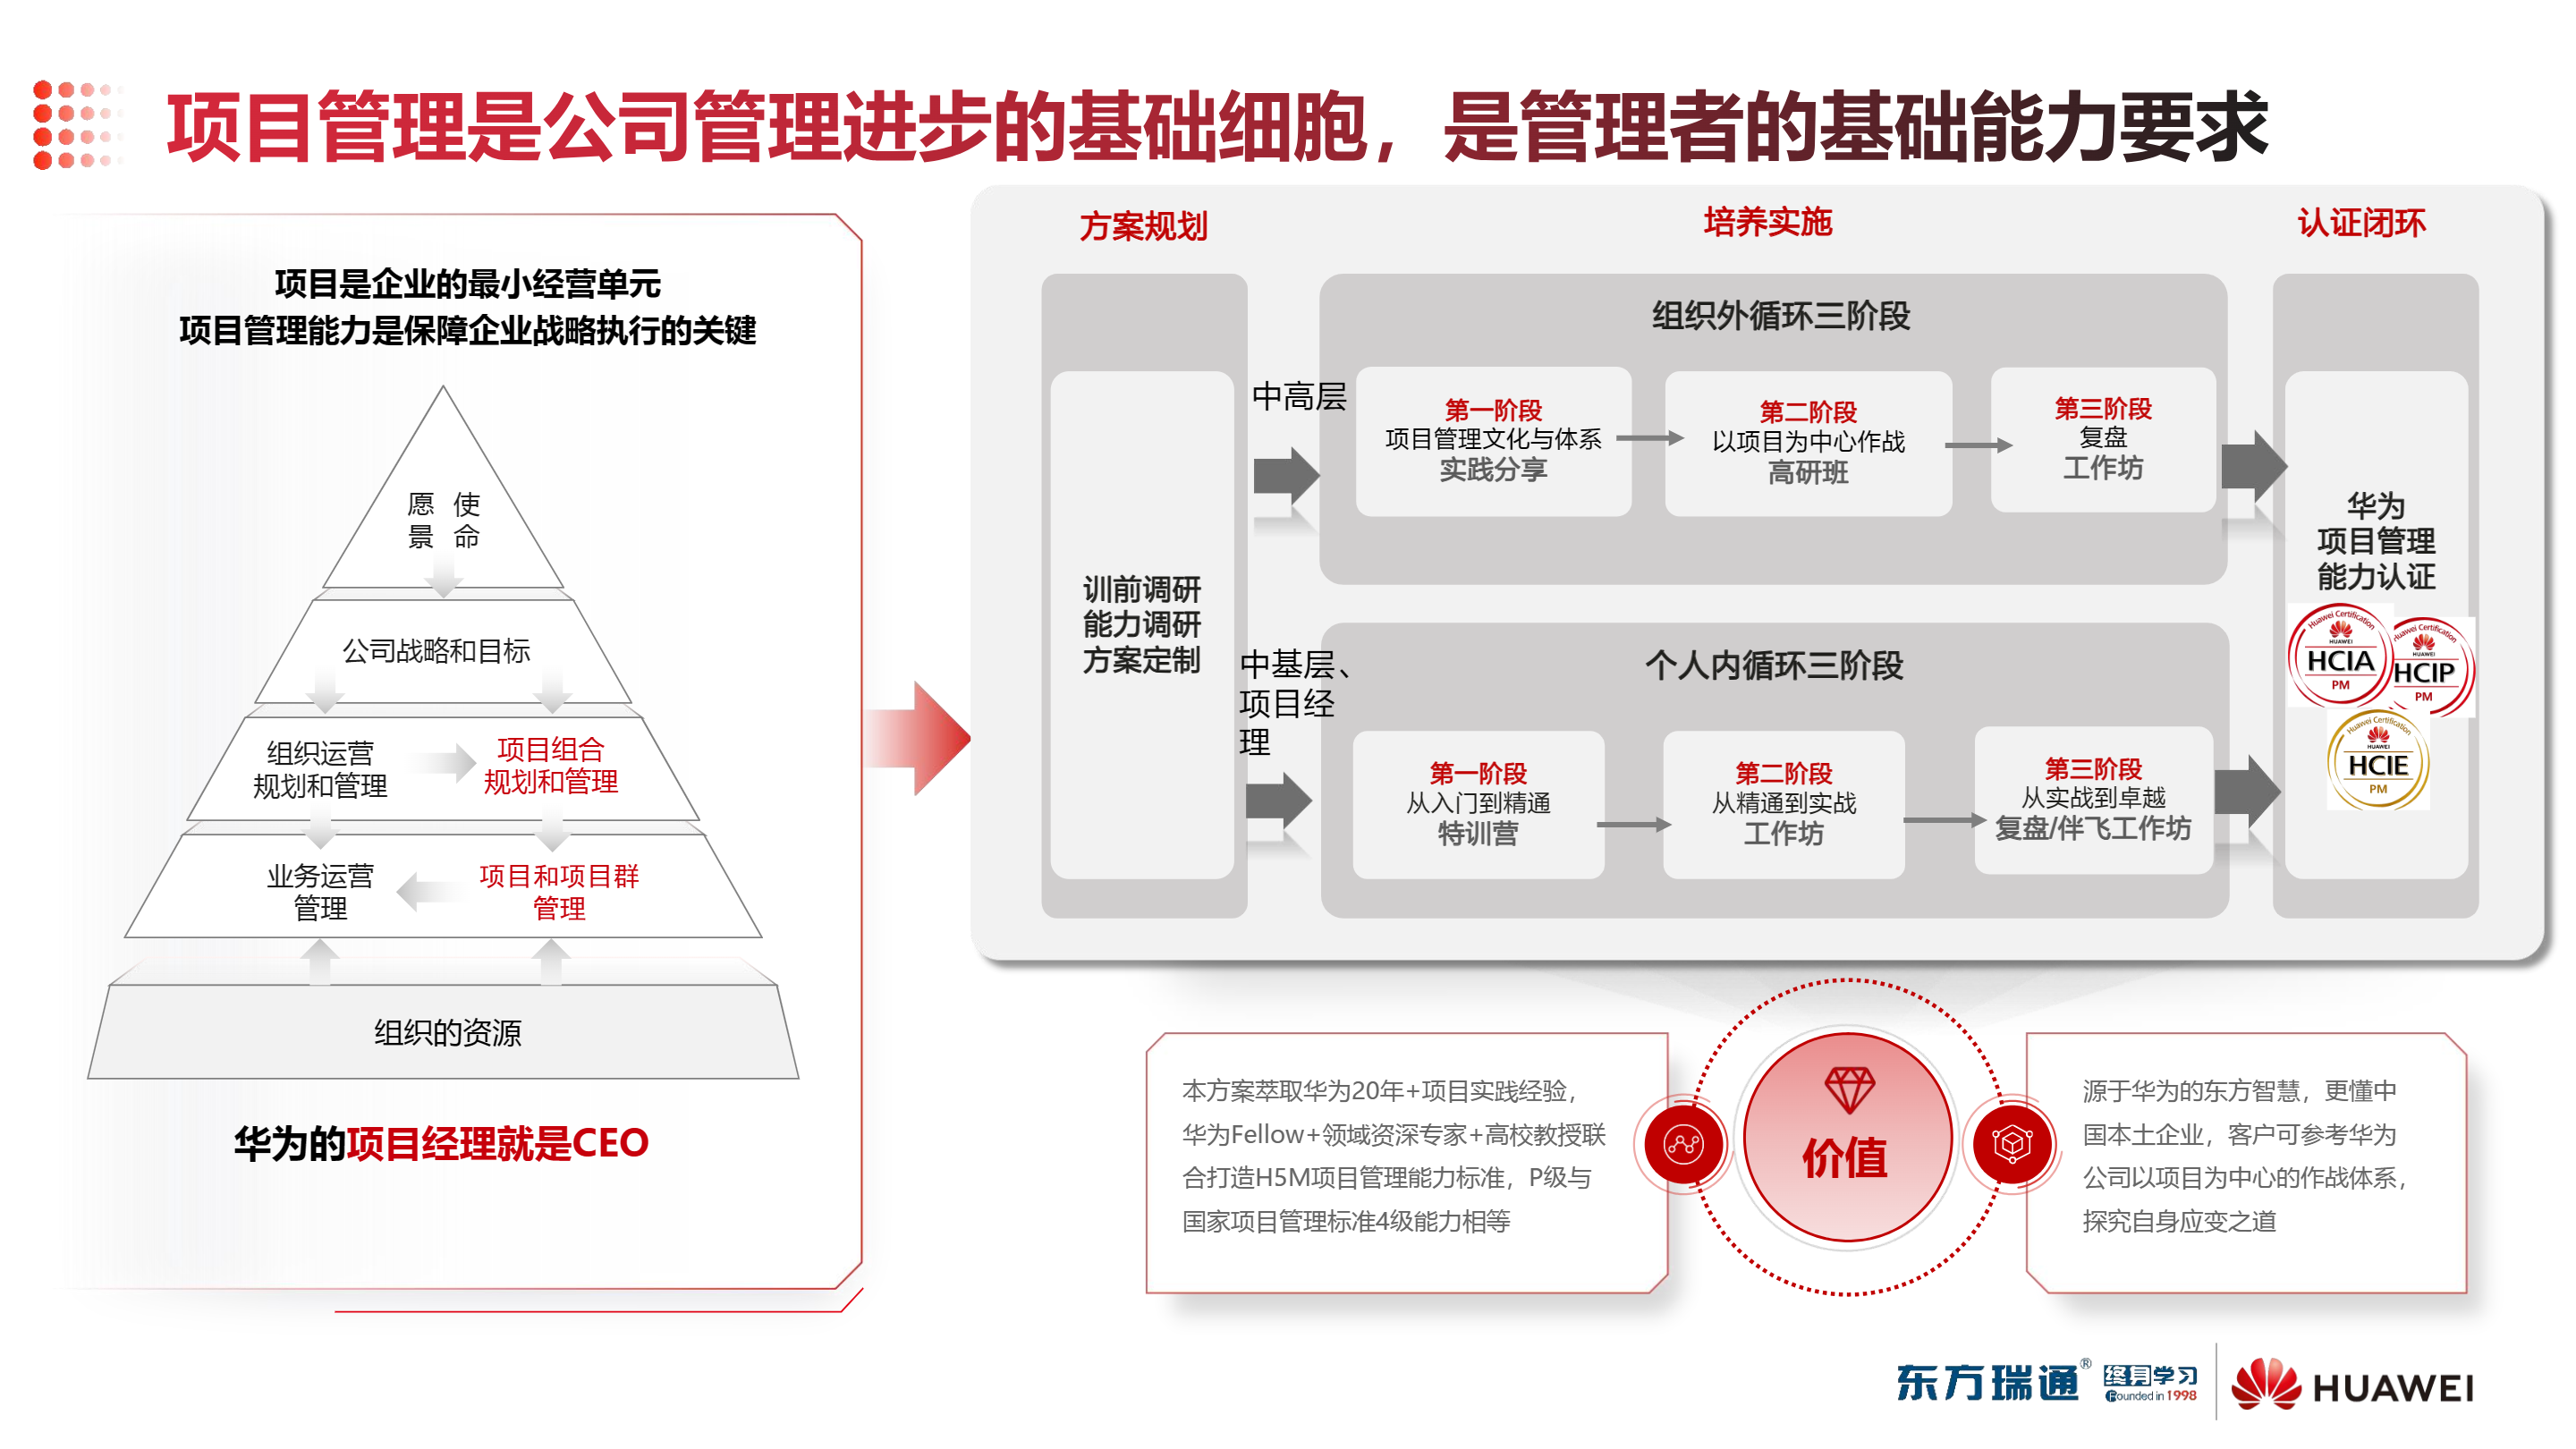 项目管理是公司管理进步的基础细胞，是管理者的基础能力要求
项目是企业的最小经营单元
项目管理能力是保障企业战略执行的关键
愿景 使命
公司战略和目标
组织运营
规划和管理
项目组合
规划和管理
业务运营
管理
项目和项目群
管理
组织的资源
华为的项目经理就是CEO
方案规划
训前调研
能力调研
方案定制
中高层
中基层、
项目经
理
培养实施
组织外循环三阶段
第一阶段
项目管理文化与体系
实践分享
第二阶段
以项目为中心作战
高研班
第三阶段
复盘
工作坊
个人内循环三阶段
第一阶段
从入门到精通
特训营
第二阶段
从精通到实战
工作坊
第三阶段
从实战到卓越
复盘/伴飞工作坊
认证闭环
华为
项目管理
能力认证
Huawei Certification
HUAWEI
HCIA
PM
Huawei Certification
HUAWEI
HCIP
PM
Huawei Certification
HUAWEI
HCIE
PM
本方案萃取华为20年+项目实践经验，
华为Fellow+领域资深专家+高校教授联
合打造H5M项目管理能力标准，P级与
国家项目管理标准4级能力相等
价值
源于华为的东方智慧，更懂中
国本土企业，客户可参考华为
公司以项目为中心的作战体系，
探究自身应变之道
东方瑞通®
终身学习
Founded in 1998
HUAWEI